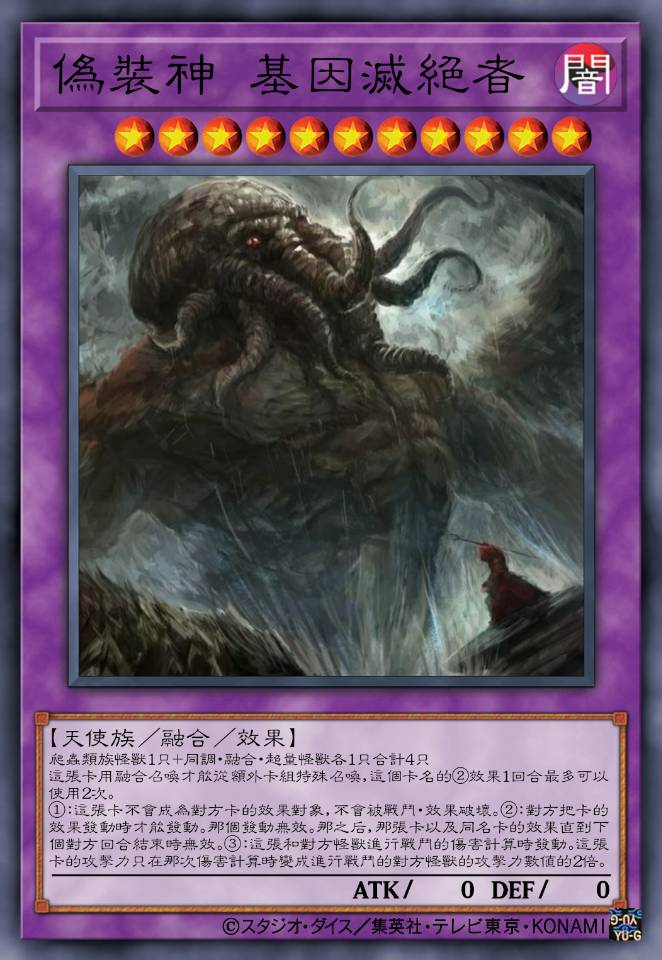 偽裝神 基因滅絕者
闇
【天使族／融合／效果】
爬蟲類族怪獸1只＋同調・融合・超量怪獸各1只合計4只
這張卡用融合召喚才能從額外卡組特殊召喚，這個卡名的②效果1回合最多可以
使用2次。
①：這張卡不會成為對方卡的效果對象，不會被戰鬥・效果破壞。②：對方把卡的
效果發動時才能發動。那個發動無效。那之后，那張卡以及同名卡的效果直到下
個對方回合結束時無效。③：這張和對方怪獸進行戰鬥的傷害計算時發動。這張
卡的攻擊力只在那次傷害計算時變成進行戰鬥的對方怪獸的攻擊力數值的2倍。
ATK/ 0 DEF/ 0
©スタジオ・ダイス／集英社・テレビ東京・KONAMI